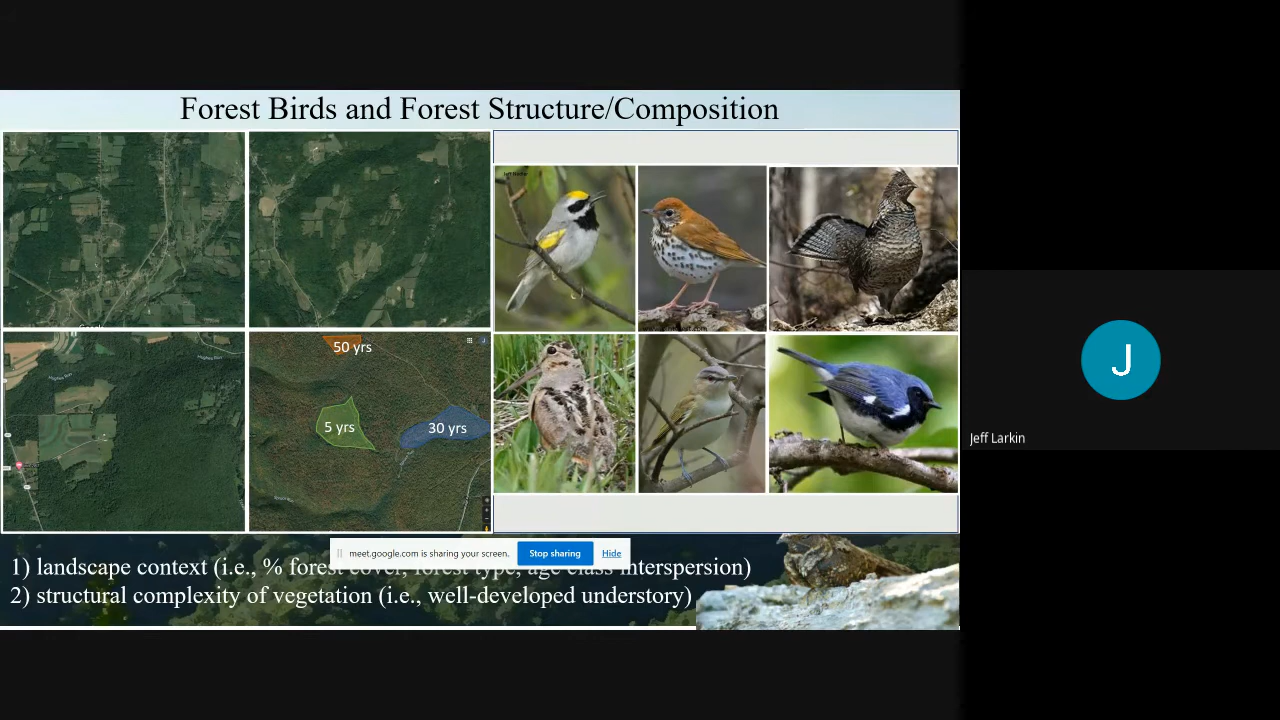 Forest Birds and Forest Structure/Composition
50 yrs
5 yrs
30 yrs
meet.google.com is sharing your screen.
Stop sharing
Hide
1) landscape context (i.e., % forest cover, forest type, age class interspersion)
2) structural complexity of vegetation (i.e., well-developed understory)
J
Jeff Larkin